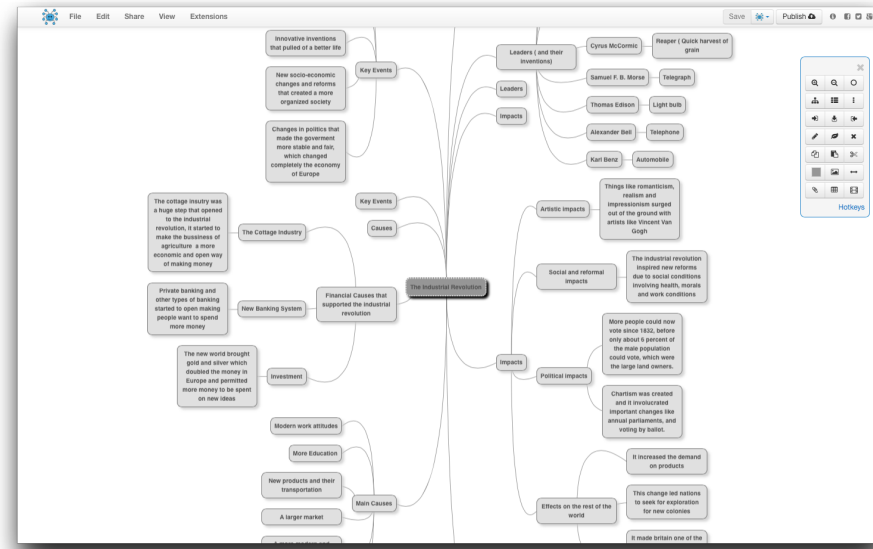 File Edit Share View Extensions
Save
Publish
Innovative inventions
that pulled of a better life
New socio-economic
changes and reforms
that created a more
organized society
Changes in politics that
made the goverment
more stable and fair,
which changed
completely the economy
of Europe
Key Events
Key Events
Causes
The cottage insutry was
a huge step that opened
to the industrial
revolution, it started to
make the bussiness of
agriculture a more
economic and open way
of making money
The Cottage Industry
Private banking and
other types of banking
started to open making
people want to spend
more money
New Banking System
The new world brought
gold and silver which
doubled the money in
Europe and permitted
more money to be spent
on new ideas
Investment
Financial Causes that
supported the industrial
revolution
Modern work attitudes
More Education
New products and their
transportation
A larger market
Main Causes
The Industrial Revolution
Leaders ( and their
inventions)
Cyrus McCormic
Reaper ( Quick harvest of
grain
Samuel F. B. Morse
Telegraph
Thomas Edison
Light bulb
Alexander Bell
Telephone
Karl Benz
Automobile
Leaders
Impacts
Artistic impacts
Things like romanticism,
realism and
impressionism surged
out of the ground with
artists like Vincent Van
Gogh
Social and reformal
impacts
The industrial revolution
inspired new reforms
due to social conditions
involving health, morals
and work conditions
Impacts
Political impacts
More people could now
vote since 1832, before
only about 6 percent of
the male population
could vote, which were
the large land owners.
Chartism was created
and it involucrated
important changes like
annual parliaments, and
voting by ballot.
Effects on the rest of the
world
It increased the demand
on products
This change led nations
to seek for exploration
for new colonies
It made britain one of the
Hotkeys